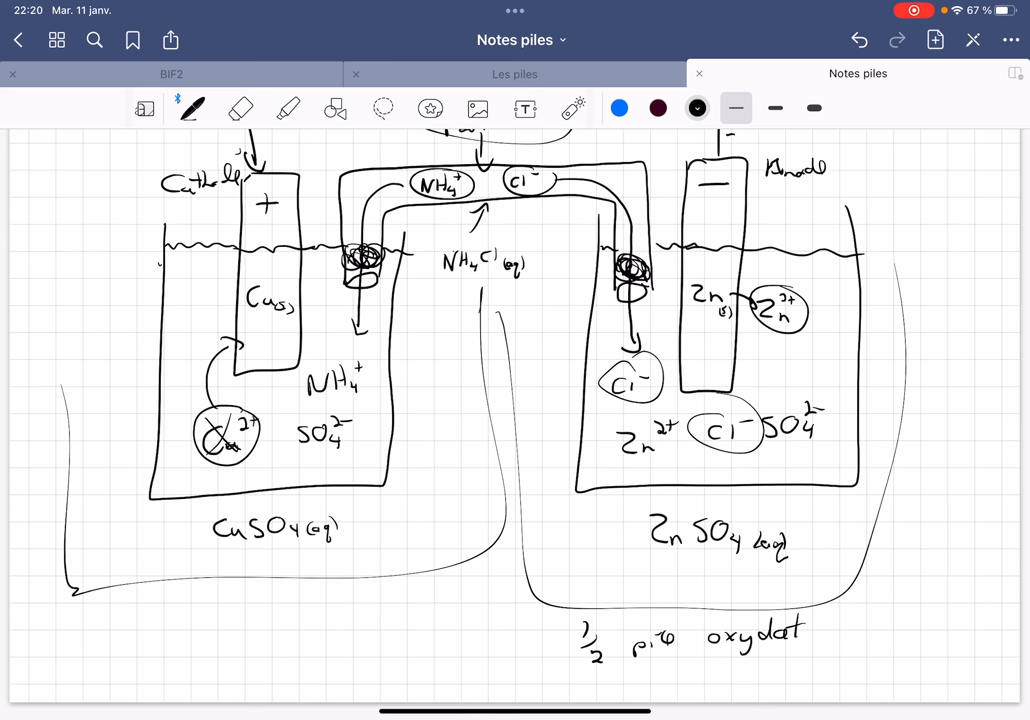 22:20 Mar. 11 janv.
67 %
Notes piles
BIF2
Les piles
Notes piles
Cathode
+
NH₄⁺
Cl⁻
−
Anode
NH₄Cl (aq)
Cu(s)
Zn(s)
Zn²⁺
NH₄⁺
Cl⁻
SO₄²⁻
Zn²⁺
Cl⁻
SO₄²⁻
CuSO₄(aq)
ZnSO₄(aq)
1/2 pile oxydat